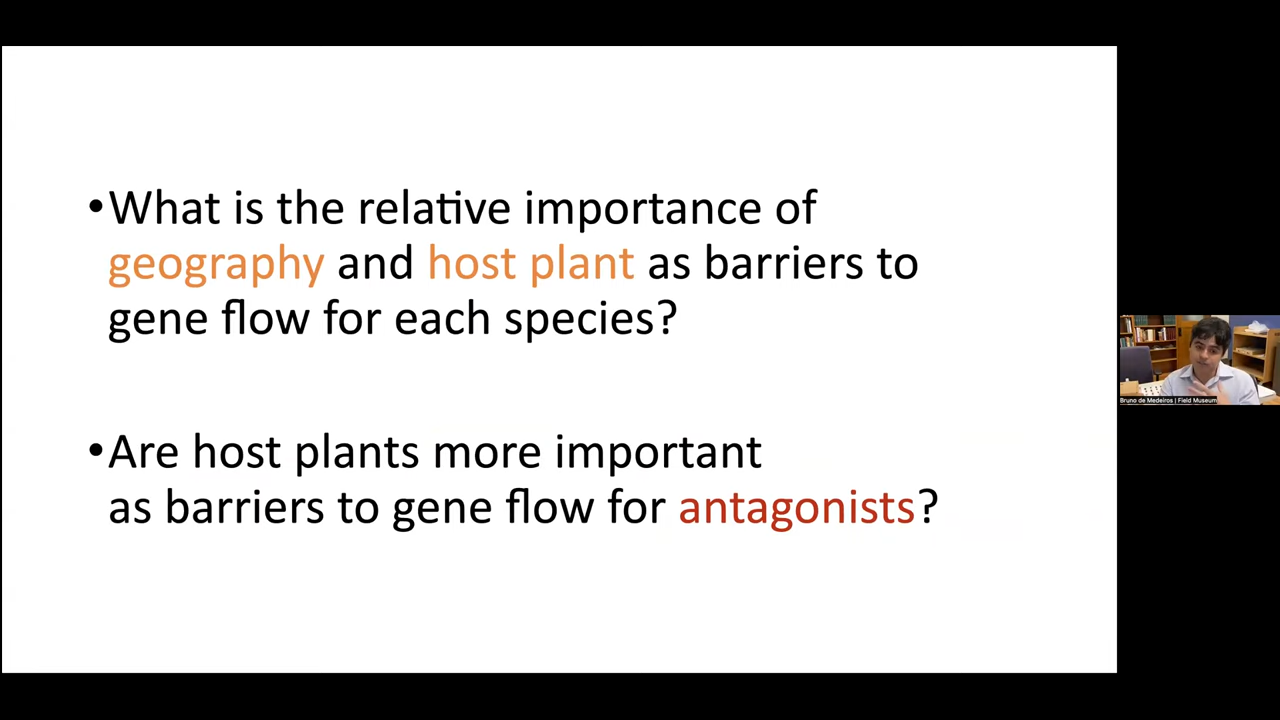 •What is the relative importance of
geography and host plant as barriers to
gene flow for each species?
•Are host plants more important
as barriers to gene flow for antagonists?
Bruno de Medeiros | Field Museum